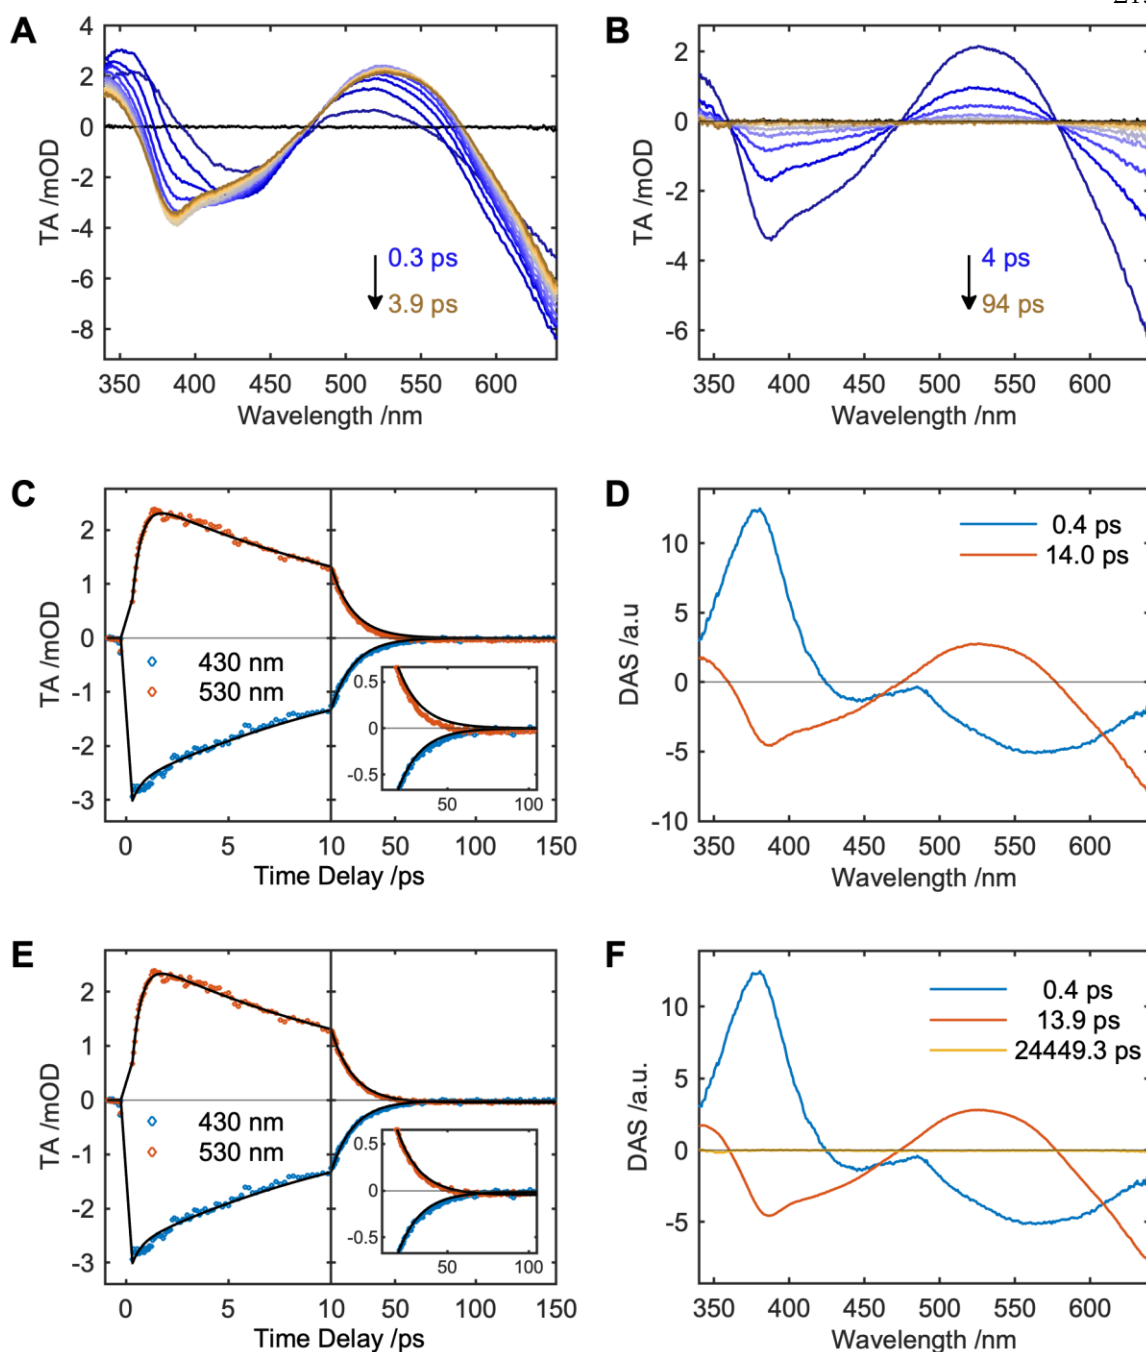 A
4
2
0
-2
-4
-6
-8
TA /mOD
0.3 ps
3.9 ps
350 400 450 500 550 600
Wavelength /nm
B
2
0
-2
-4
-6
TA /mOD
4 ps
94 ps
350 400 450 500 550 600
Wavelength /nm
C
2
1
0
-1
-2
-3
TA /mOD
430 nm
530 nm
0.5
0
-0.5
50 100
0 5 10 50 100 150
Time Delay /ps
D
10
5
0
-5
-10
DAS /a.u
0.4 ps
14.0 ps
350 400 450 500 550 600
Wavelength /nm
E
2
1
0
-1
-2
-3
TA /mOD
430 nm
530 nm
0.5
0
-0.5
50 100
0 5 10 50 100 150
Time Delay /ps
F
10
5
0
-5
DAS /a.u.
0.4 ps
13.9 ps
24449.3 ps
350 400 450 500 550 600
Wavelength /nm